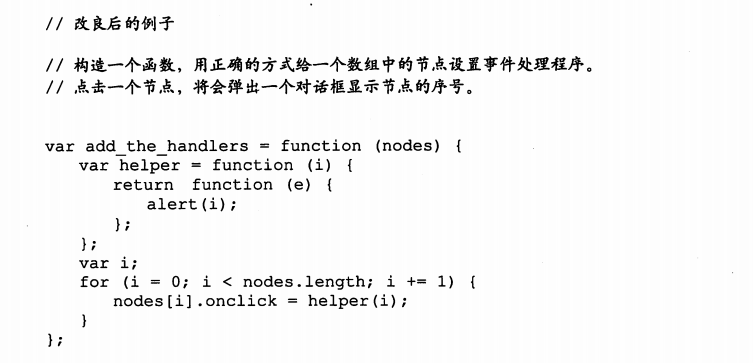 // 改良后的例子
// 构造一个函数，用正确的方式给一个数组中的节点设置事件处理程序。
// 点击一个节点，将会弹出一个对话框显示节点的序号。
var add_the_handlers = function (nodes) {
    var helper = function (i) {
        return  function (e) {
            alert(i);
        };
    };
    var i;
    for (i = 0; i < nodes.length; i += 1) {
        nodes[i].onclick = helper(i);
    }
};